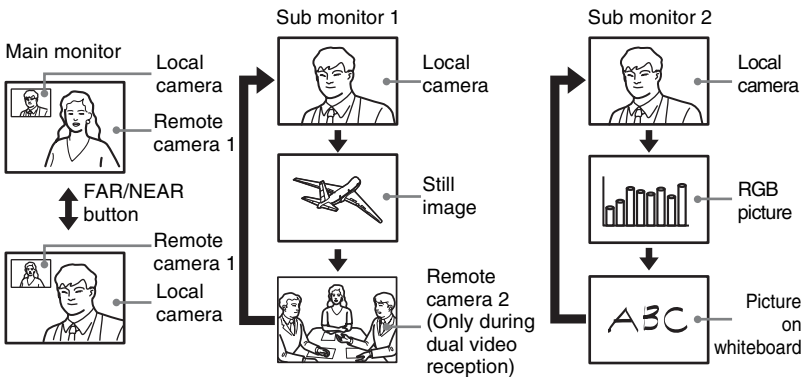 Main monitor
Local
camera
Remote
camera 1
FAR/NEAR
button
Remote
camera 1
Local
camera
Sub monitor 1
Local
camera
Still
image
Remote
camera 2
(Only during
dual video
reception)
Sub monitor 2
Local
camera
RGB
picture
ABC
Picture
on
whiteboard